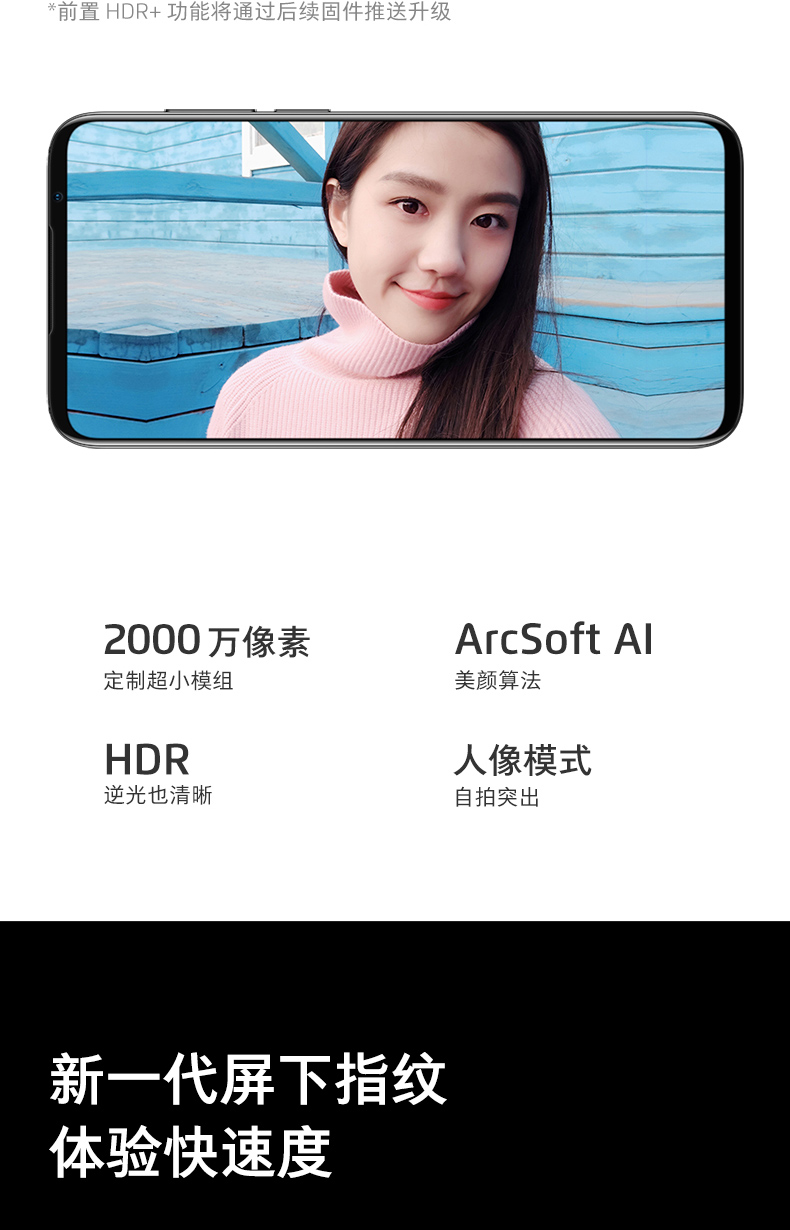 *前置 HDR+ 功能将通过后续固件推送升级
2000 万像素
定制超小模组
ArcSoft AI
美颜算法
HDR
逆光也清晰
人像模式
自拍突出
新一代屏下指纹
体验快速度